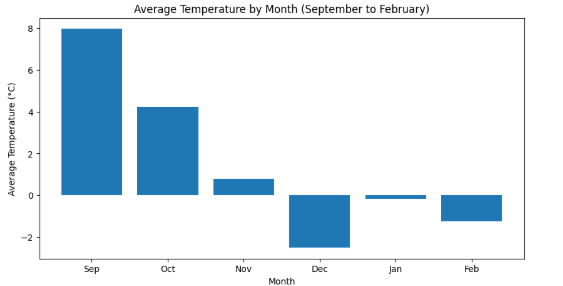 Average Temperature by Month (September to February)
Average Temperature (°C)
8
6
4
2
0
−2
Sep Oct Nov Dec Jan Feb
Month